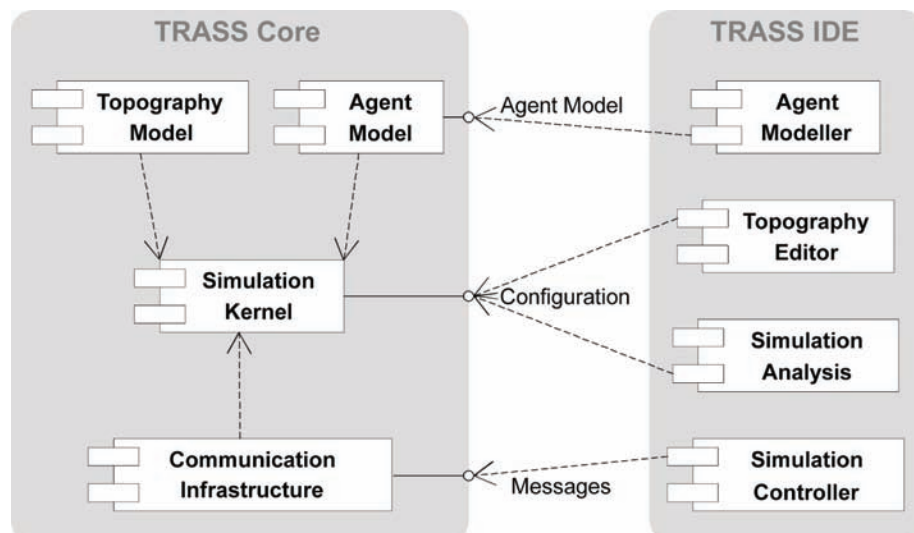 TRASS Core
TRASS IDE
Topography
Model
Agent
Model
Agent Model
Agent
Modeller
Topography
Editor
Simulation
Kernel
Configuration
Simulation
Analysis
Communication
Infrastructure
Messages
Simulation
Controller